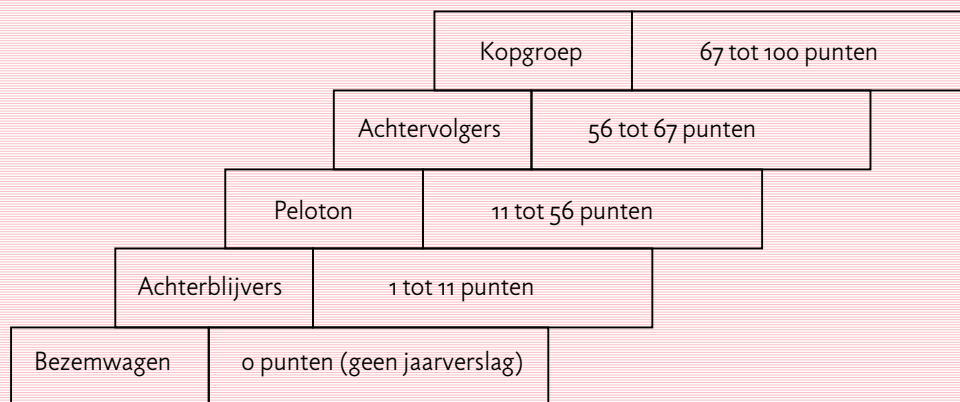 Kopgroep 67 tot 100 punten
Achtervolgers 56 tot 67 punten
Peloton 11 tot 56 punten
Achterblijvers 1 tot 11 punten
Bezemwagen 0 punten (geen jaarverslag)